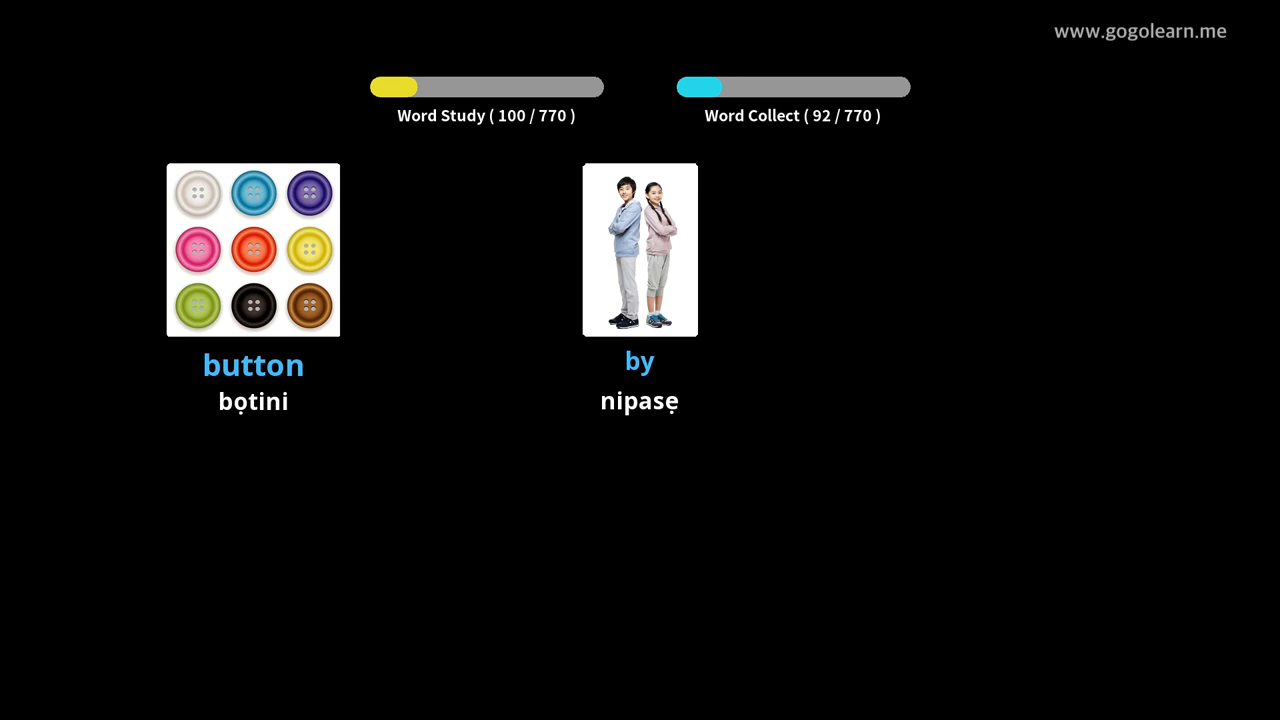 www.gogolearn.me
Word Study ( 100 / 770 )
Word Collect ( 92 / 770 )
button
bọtini
by
nipasẹ